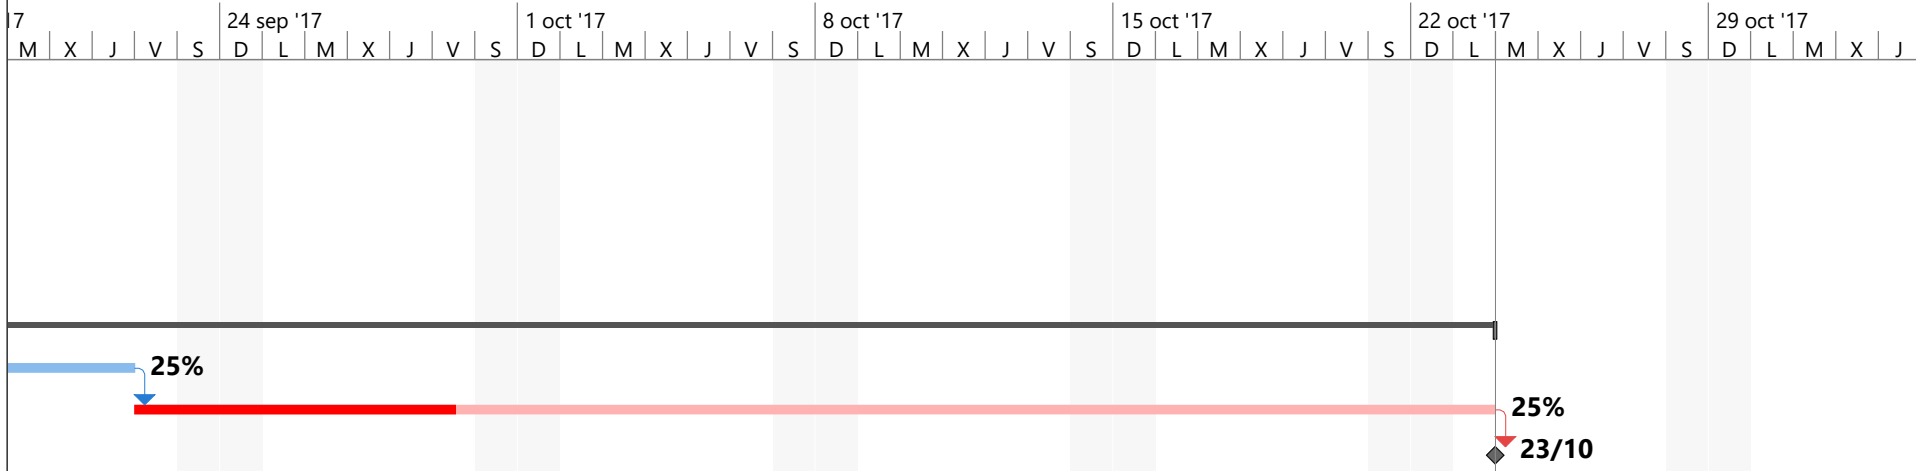 17 24 sep '17 1 oct '17 8 oct '17 15 oct '17 22 oct '17 29 oct '17
M X J V S D L M X J V S D L M X J V S D L M X J V S D L M X J V S D L M X J
25%
25%
23/10